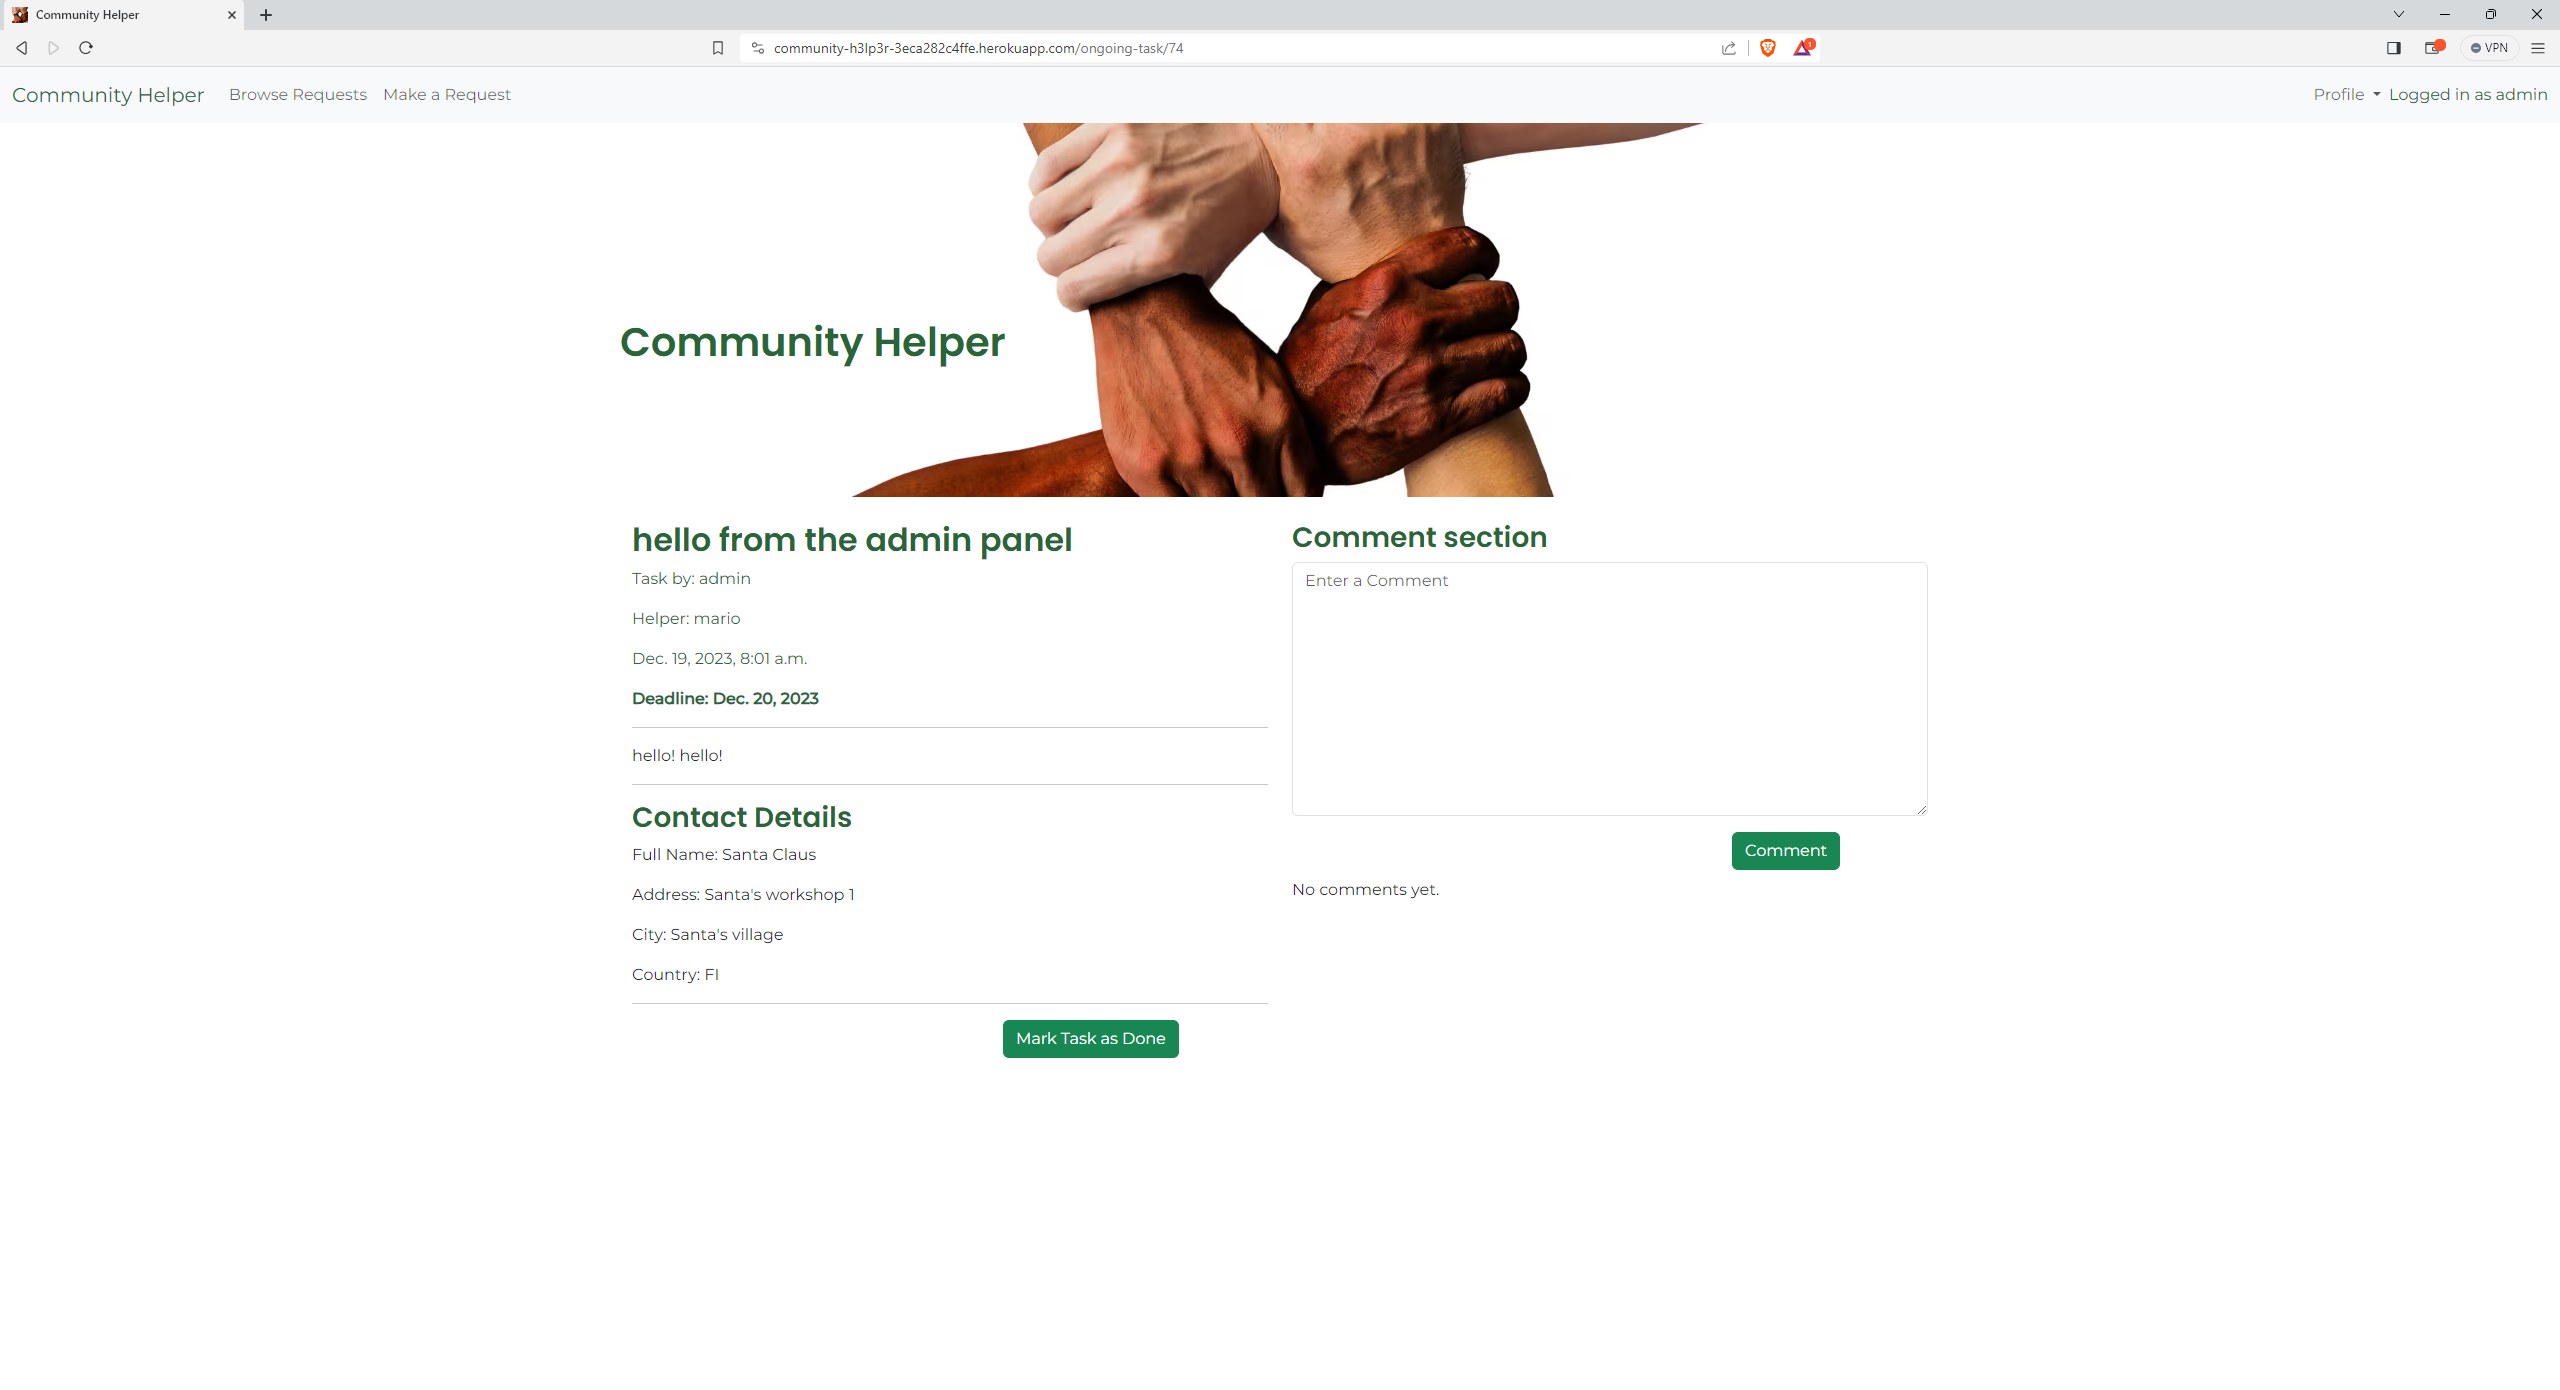 Community Helper
community-h3lp3r-3eca282c4ffe.herokuapp.com/ongoing-task/74
1
VPN
Community Helper
Browse Requests
Make a Request
Profile
Logged in as admin
Community Helper
hello from the admin panel
Task by: admin
Helper: mario
Dec. 19, 2023, 8:01 a.m.
Deadline: Dec. 20, 2023
hello! hello!
Contact Details
Full Name: Santa Claus
Address: Santa's workshop 1
City: Santa's village
Country: FI
Mark Task as Done
Comment section
Enter a Comment
Comment
No comments yet.